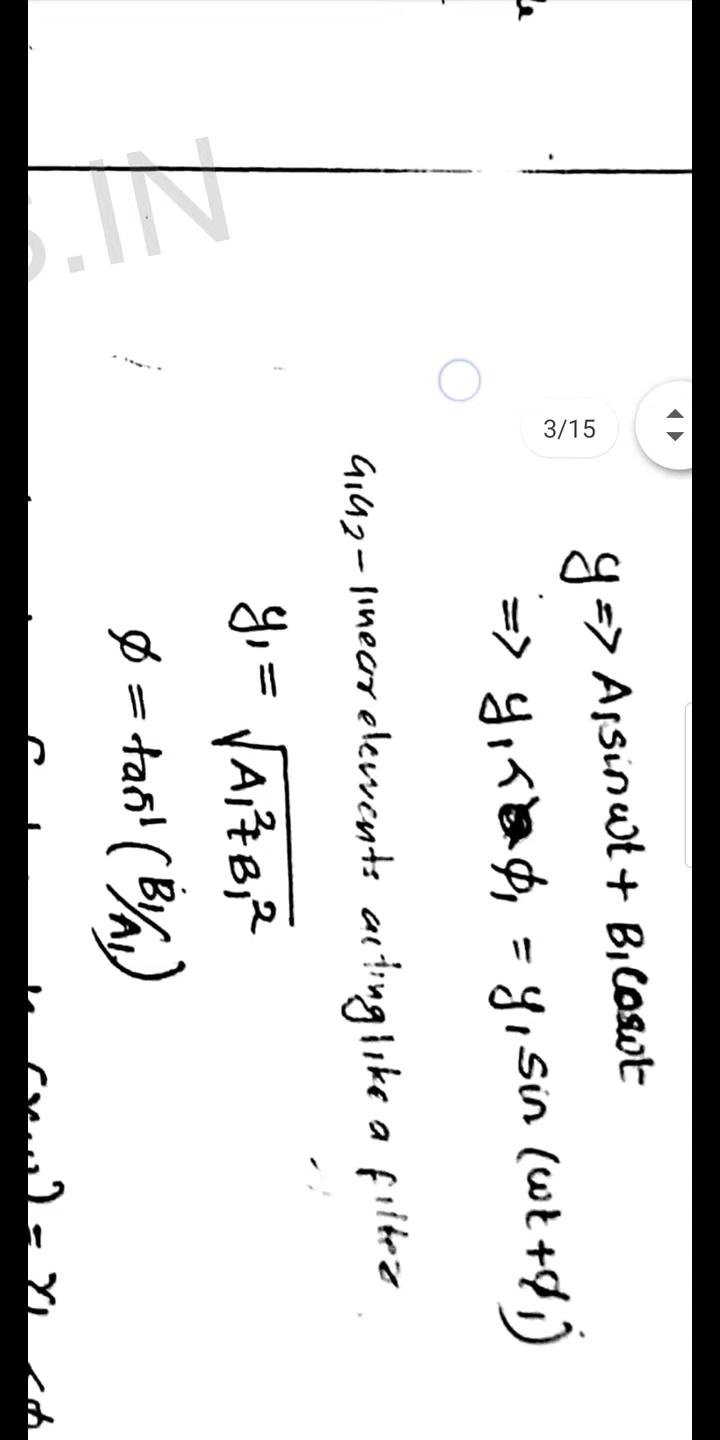 y => A₁sinωt + B₁cosωt
=> y₁ < φ₁ = y₁ sin (ωt + φ₁)
G₁G₂ - linear elements acting like a filter
y₁ = √A₁² + B₁²
φ = tan⁻¹ (B₁/A₁)
3/15
.IN